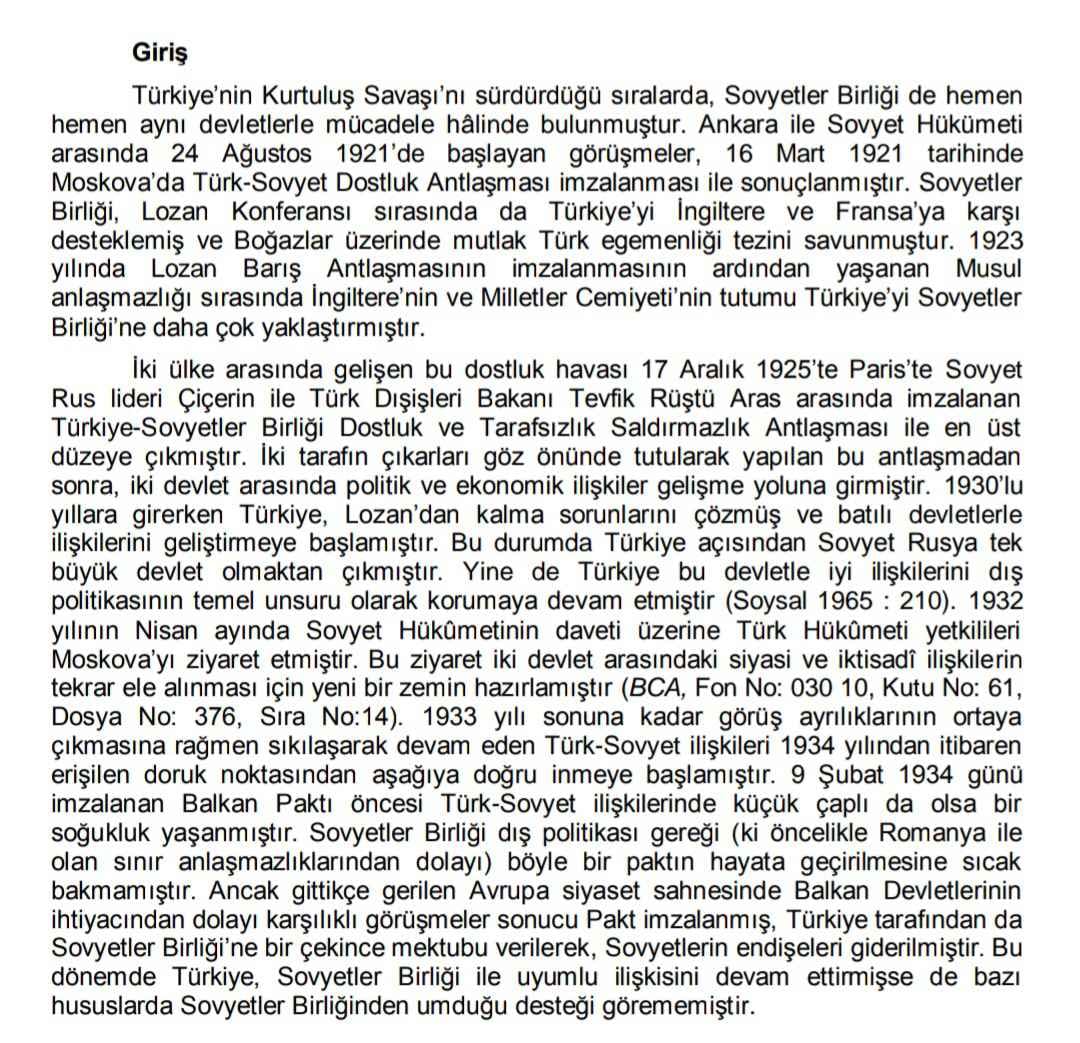 Giriş
Türkiye’nin Kurtuluş Savaşı’nı sürdürdüğü sıralarda, Sovyetler Birliği de hemen
hemen aynı devletlerle mücadele hâlinde bulunmuştur. Ankara ile Sovyet Hükümeti
arasında 24 Ağustos 1921’de başlayan görüşmeler, 16 Mart 1921 tarihinde
Moskova’da Türk-Sovyet Dostluk Antlaşması imzalanması ile sonuçlanmıştır. Sovyetler
Birliği, Lozan Konferansı sırasında da Türkiye’yi İngiltere ve Fransa’ya karşı
desteklemiş ve Boğazlar üzerinde mutlak Türk egemenliği tezini savunmuştur. 1923
yılında Lozan Barış Antlaşmasının imzalanmasının ardından yaşanan Musul
anlaşmazlığı sırasında İngiltere’nin ve Milletler Cemiyeti’nin tutumu Türkiye’yi Sovyetler
Birliği’ne daha çok yaklaştırmıştır.
İki ülke arasında gelişen bu dostluk havası 17 Aralık 1925’te Paris’te Sovyet
Rus lideri Çiçerin ile Türk Dışişleri Bakanı Tevfik Rüştü Aras arasında imzalanan
Türkiye-Sovyetler Birliği Dostluk ve Tarafsızlık Saldırmazlık Antlaşması ile en üst
düzeye çıkmıştır. İki tarafın çıkarları göz önünde tutularak yapılan bu antlaşmadan
sonra, iki devlet arasında politik ve ekonomik ilişkiler gelişme yoluna girmiştir. 1930’lu
yıllara girerken Türkiye, Lozan’dan kalma sorunlarını çözmüş ve batılı devletlerle
ilişkilerini geliştirmeye başlamıştır. Bu durumda Türkiye açısından Sovyet Rusya tek
büyük devlet olmaktan çıkmıştır. Yine de Türkiye bu devletle iyi ilişkilerini dış
politikasının temel unsuru olarak korumaya devam etmiştir (Soysal 1965 : 210). 1932
yılının Nisan ayında Sovyet Hükûmetinin daveti üzerine Türk Hükûmeti yetkilileri
Moskova’yı ziyaret etmiştir. Bu ziyaret iki devlet arasındaki siyasi ve iktisadî ilişkilerin
tekrar ele alınması için yeni bir zemin hazırlamıştır (BCA, Fon No: 030 10, Kutu No: 61,
Dosya No: 376, Sıra No:14). 1933 yılı sonuna kadar görüş ayrılıklarının ortaya
çıkmasına rağmen sıkılaşarak devam eden Türk-Sovyet ilişkileri 1934 yılından itibaren
erişilen doruk noktasından aşağıya doğru inmeye başlamıştır. 9 Şubat 1934 günü
imzalanan Balkan Paktı öncesi Türk-Sovyet ilişkilerinde küçük çaplı da olsa bir
soğukluk yaşanmıştır. Sovyetler Birliği dış politikası gereği (ki öncelikle Romanya ile
olan sınır anlaşmazlıklarından dolayı) böyle bir paktın hayata geçirilmesine sıcak
bakmamıştır. Ancak gittikçe gerilen Avrupa siyaset sahnesinde Balkan Devletlerinin
ihtiyacından dolayı karşılıklı görüşmeler sonucu Pakt imzalanmış, Türkiye tarafından da
Sovyetler Birliği’ne bir çekince mektubu verilerek, Sovyetlerin endişeleri giderilmiştir. Bu
dönemde Türkiye, Sovyetler Birliği ile uyumlu ilişkisini devam ettirmişse de bazı
hususlarda Sovyetler Birliğinden umduğu desteği görememiştir.